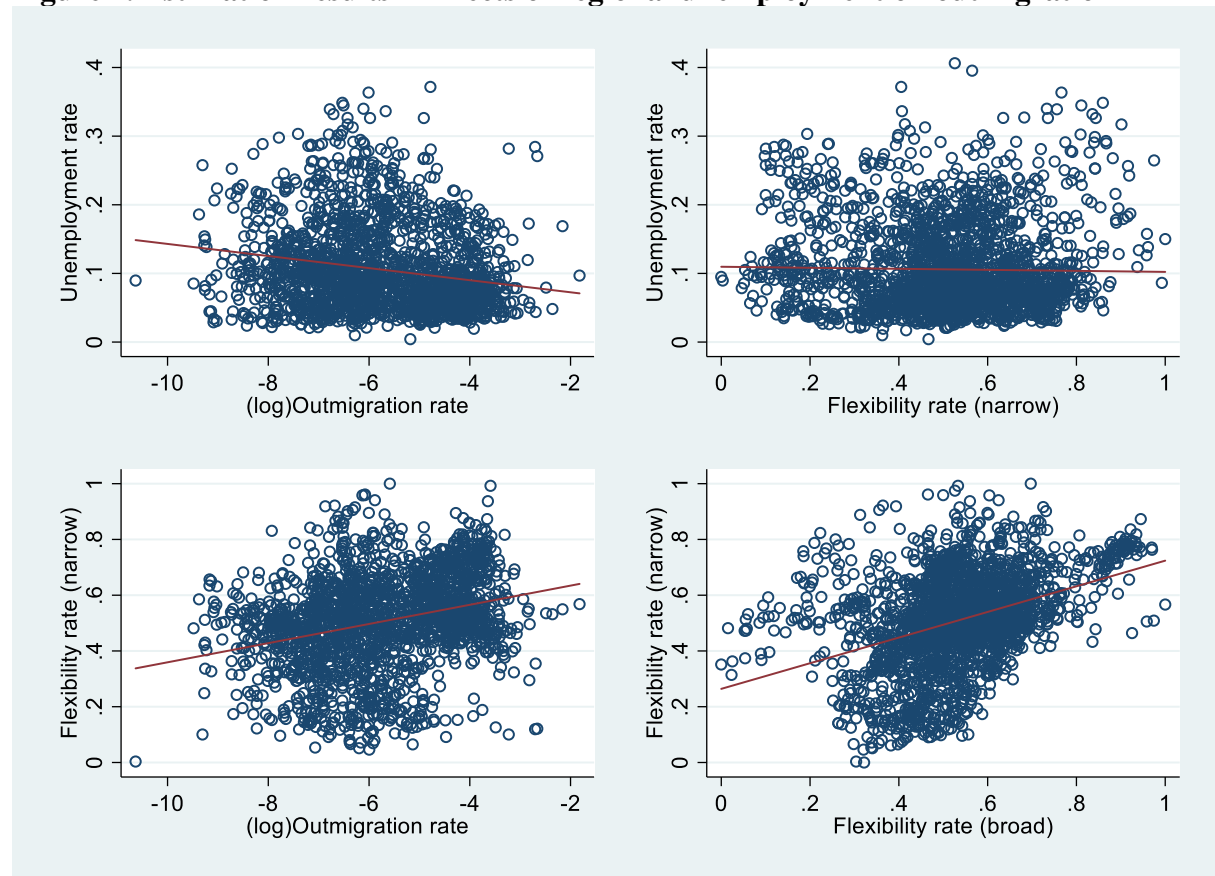 .4
.3
.2
.1
0
Unemployment rate
-10 -8 -6 -4 -2
(log)Outmigration rate
.4
.3
.2
.1
0
Unemployment rate
0 .2 .4 .6 .8 1
Flexibility rate (narrow)
1
.8
.6
.4
.2
0
Flexibility rate (narrow)
-10 -8 -6 -4 -2
(log)Outmigration rate
1
.8
.6
.4
.2
0
Flexibility rate (narrow)
0 .2 .4 .6 .8 1
Flexibility rate (broad)